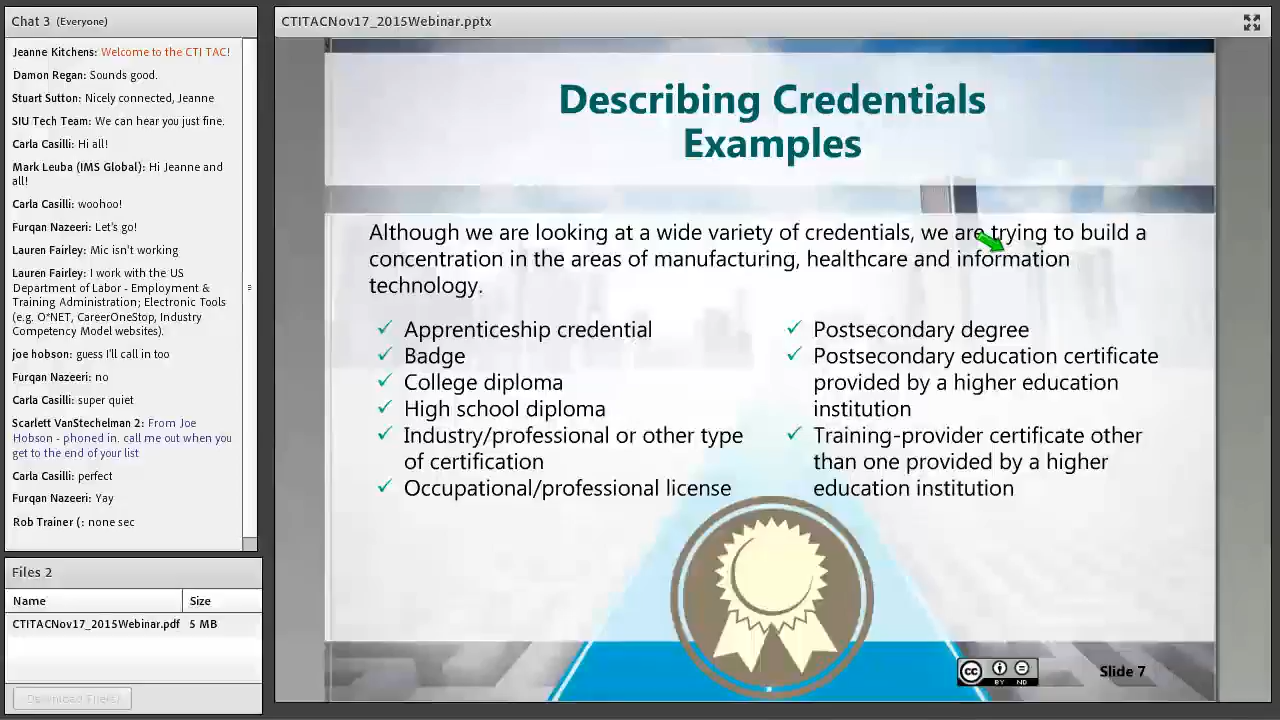 Chat 3 (Everyone)
Jeanne Kitchens: Welcome to the CTI TAC!
Damon Regan: Sounds good.
Stuart Sutton: Nicely connected, Jeanne
SIU Tech Team: We can hear you just fine.
Carla Casilli: Hi all!
Mark Leuba (IMS Global): Hi Jeanne and
all!
Carla Casilli: woohoo!
Furqan Nazeeri: Let's go!
Lauren Fairley: Mic isn't working
Lauren Fairley: I work with the US
Department of Labor - Employment &
Training Administration; Electronic Tools
(e.g. O*NET, CareerOneStop, Industry
Competency Model websites).
joe hobson: guess I'll call in too
Furqan Nazeeri: no
Carla Casilli: super quiet
Scarlett VanStechelman 2: From Joe
Hobson - phoned in. call me out when you
get to the end of your list
Carla Casilli: perfect
Furqan Nazeeri: Yay
Rob Trainer (: none sec
Files 2
Name Size
CTITACNov17_2015Webinar.pdf 5 MB
Download File(s)
CTITACNov17_2015Webinar.pptx
Describing Credentials
Examples
Although we are looking at a wide variety of credentials, we are trying to build a
concentration in the areas of manufacturing, healthcare and information
technology.
✓ Apprenticeship credential
✓ Badge
✓ College diploma
✓ High school diploma
✓ Industry/professional or other type
of certification
✓ Occupational/professional license
✓ Postsecondary degree
✓ Postsecondary education certificate
provided by a higher education
institution
✓ Training-provider certificate other
than one provided by a higher
education institution
cc BY ND
Slide 7